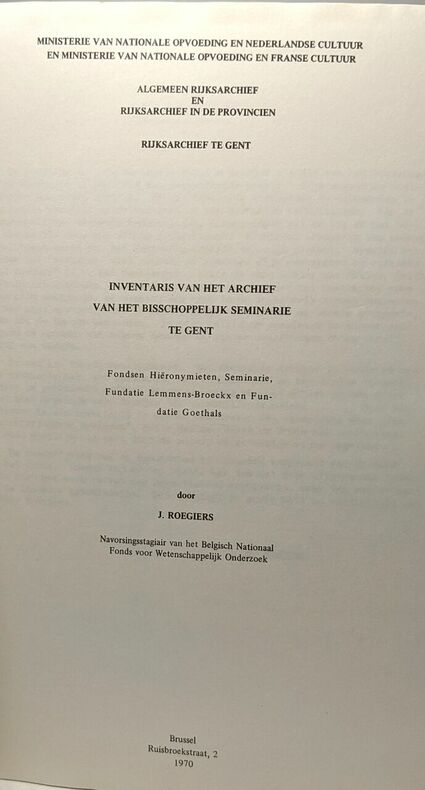 MINISTERIE VAN NATIONALE OPVOEDING EN NEDERLANDSE CULTUUR
EN MINISTERIE VAN NATIONALE OPVOEDING EN FRANSE CULTUUR
ALGEMEEN RIJKSARCHIEF
EN
RIJKSARCHIEF IN DE PROVINCIEN
RIJKSARCHIEF TE GENT
INVENTARIS VAN HET ARCHIEF
VAN HET BISSCHOPPELIJK SEMINARIE
TE GENT
Fondsen Hiëronymieten, Seminarie,
Fundatie Lemmens-Broeckx en Fun-
datie Goethals
door
J. ROEGIERS
Navorsingsstagiair van het Belgisch Nationaal
Fonds voor Wetenschappelijk Onderzoek
Brussel
Ruisbroekstraat, 2
1970